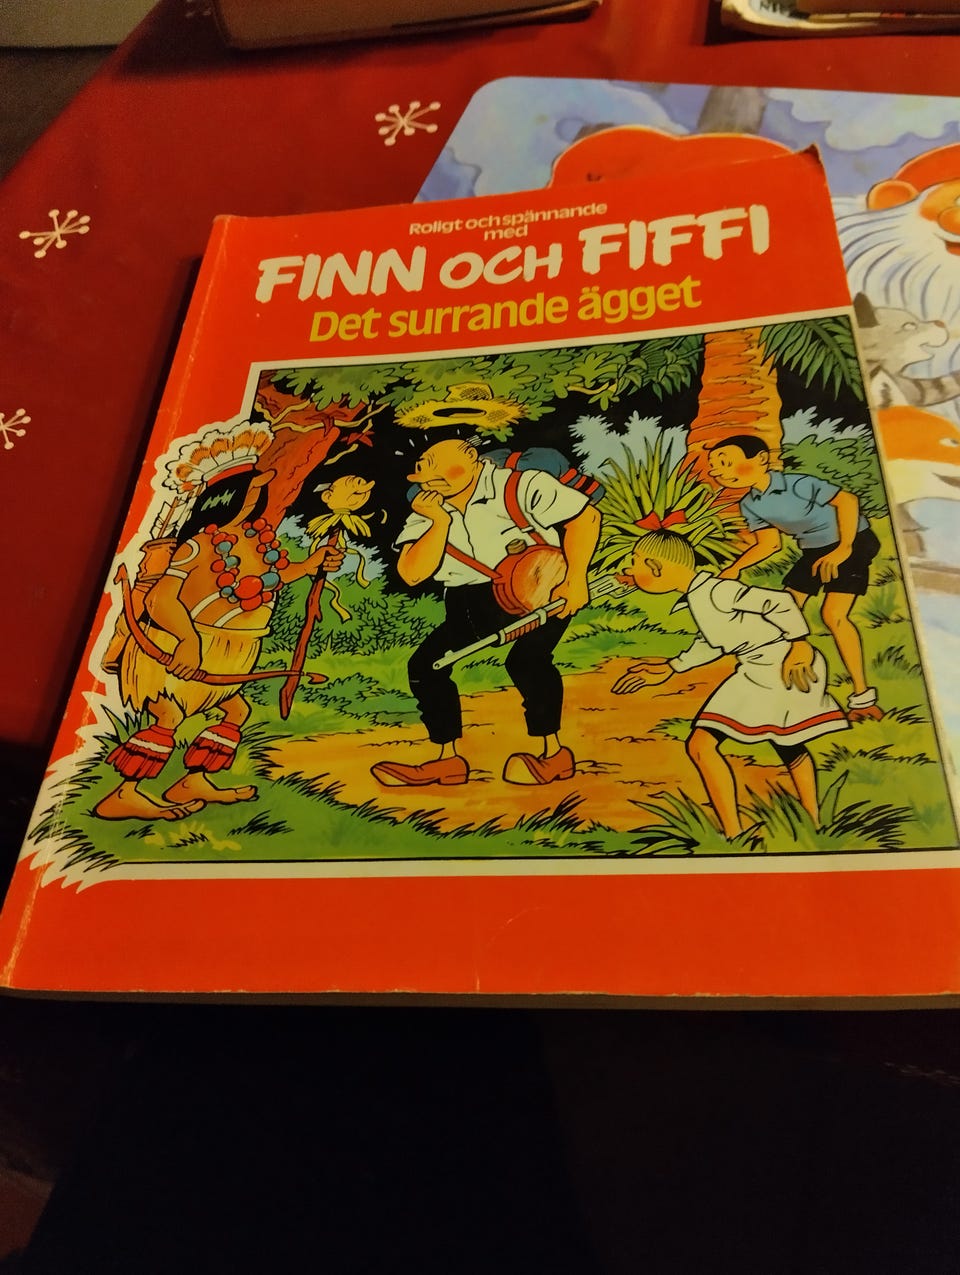 Roligt och spännande
med
FINN OCH FIFFI
Det surrande ägget